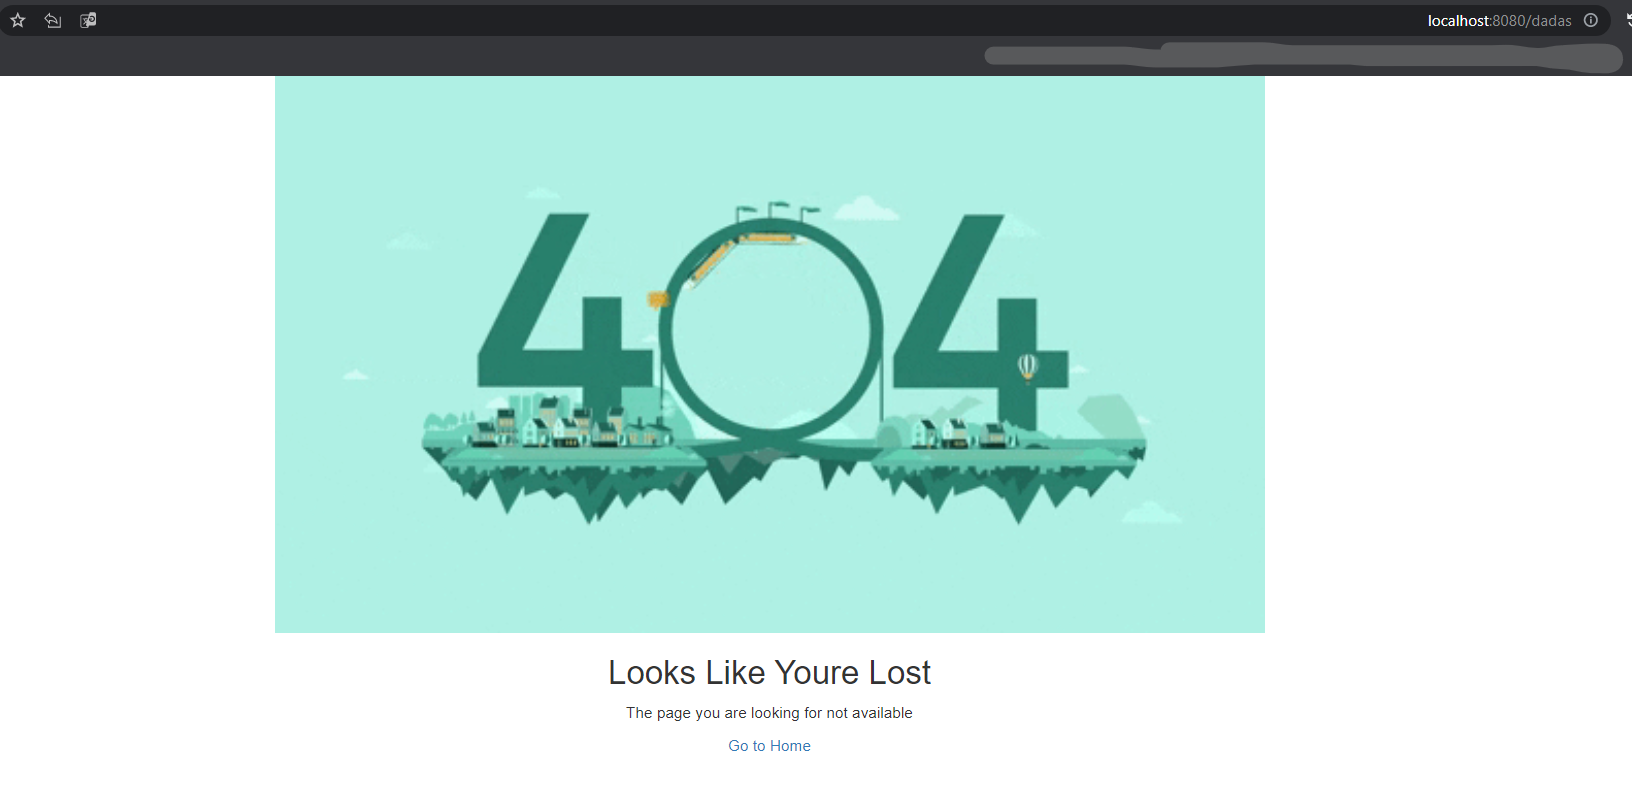 localhost:8080/dadas
404
Looks Like Youre Lost
The page you are looking for not available
Go to Home